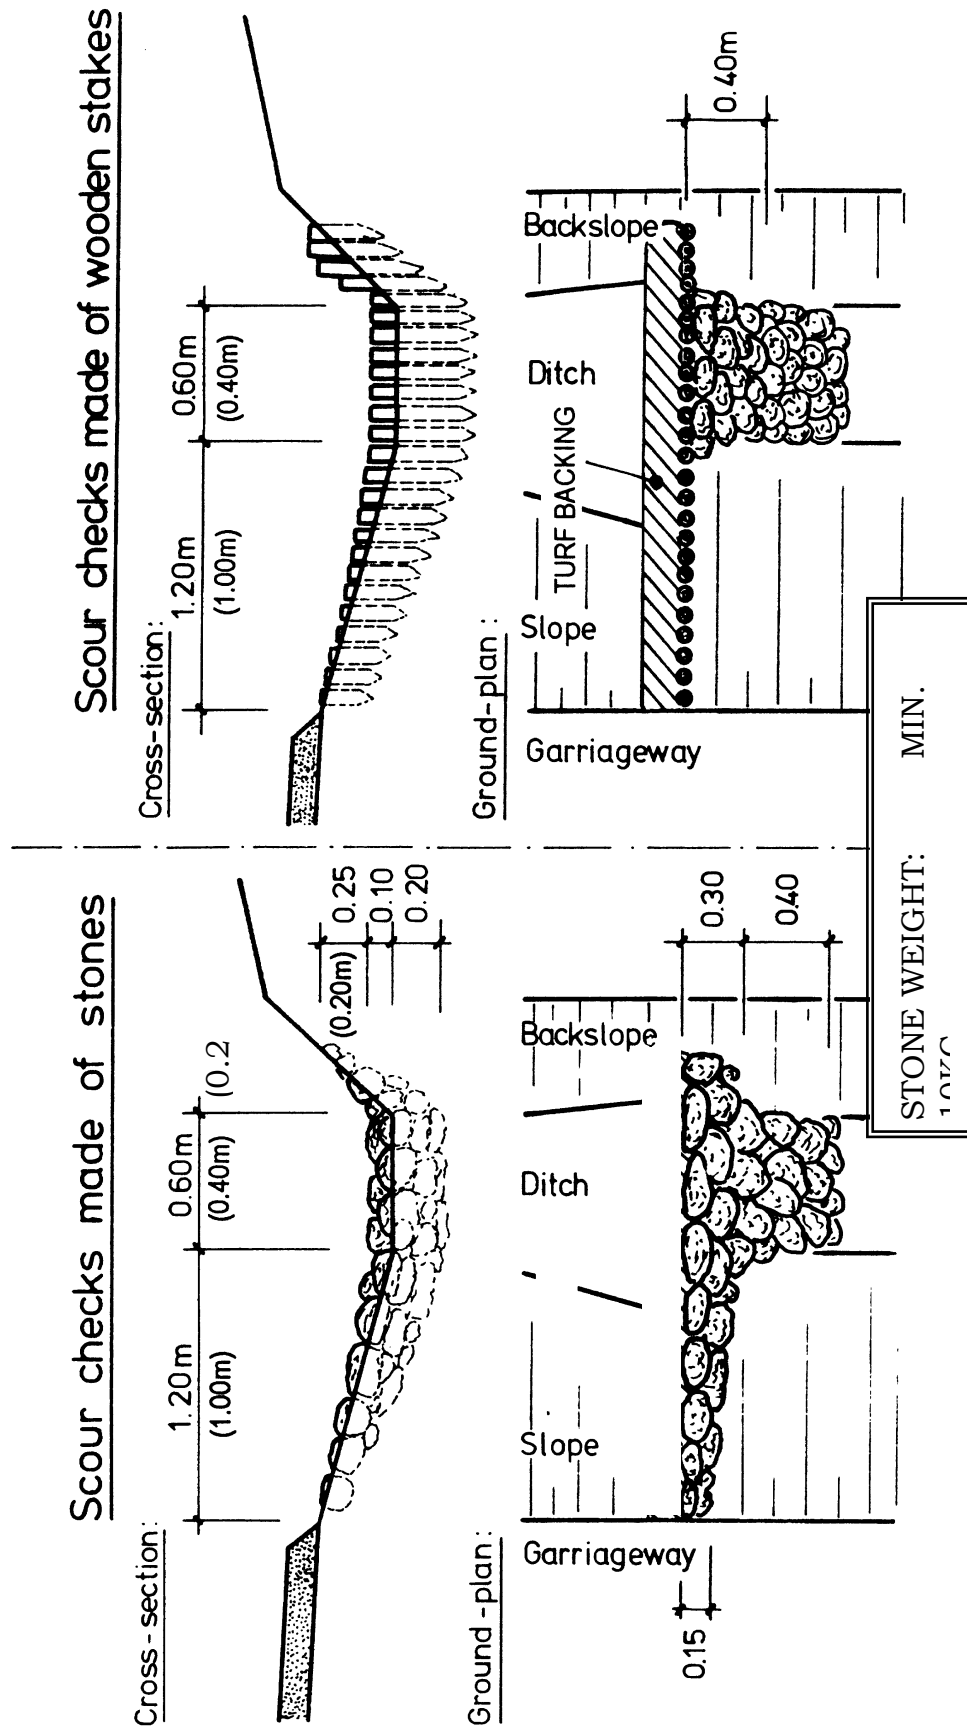 Scour checks made of stones
Cross-section:
1.20m
(1.00m)
0.60m
(0.40m)
(0.2
(0.20m)
0.25
0.10
0.20
Ground-plan:
Garriageway
Slope
Ditch
Backslope
0.15
0.30
0.40
Scour checks made of wooden stakes
Cross-section:
1.20m
(1.00m)
0.60m
(0.40m)
Ground-plan:
Garriageway
Slope
TURF BACKING
Ditch
Backslope
0.40m
STONE WEIGHT: MIN.
10KG